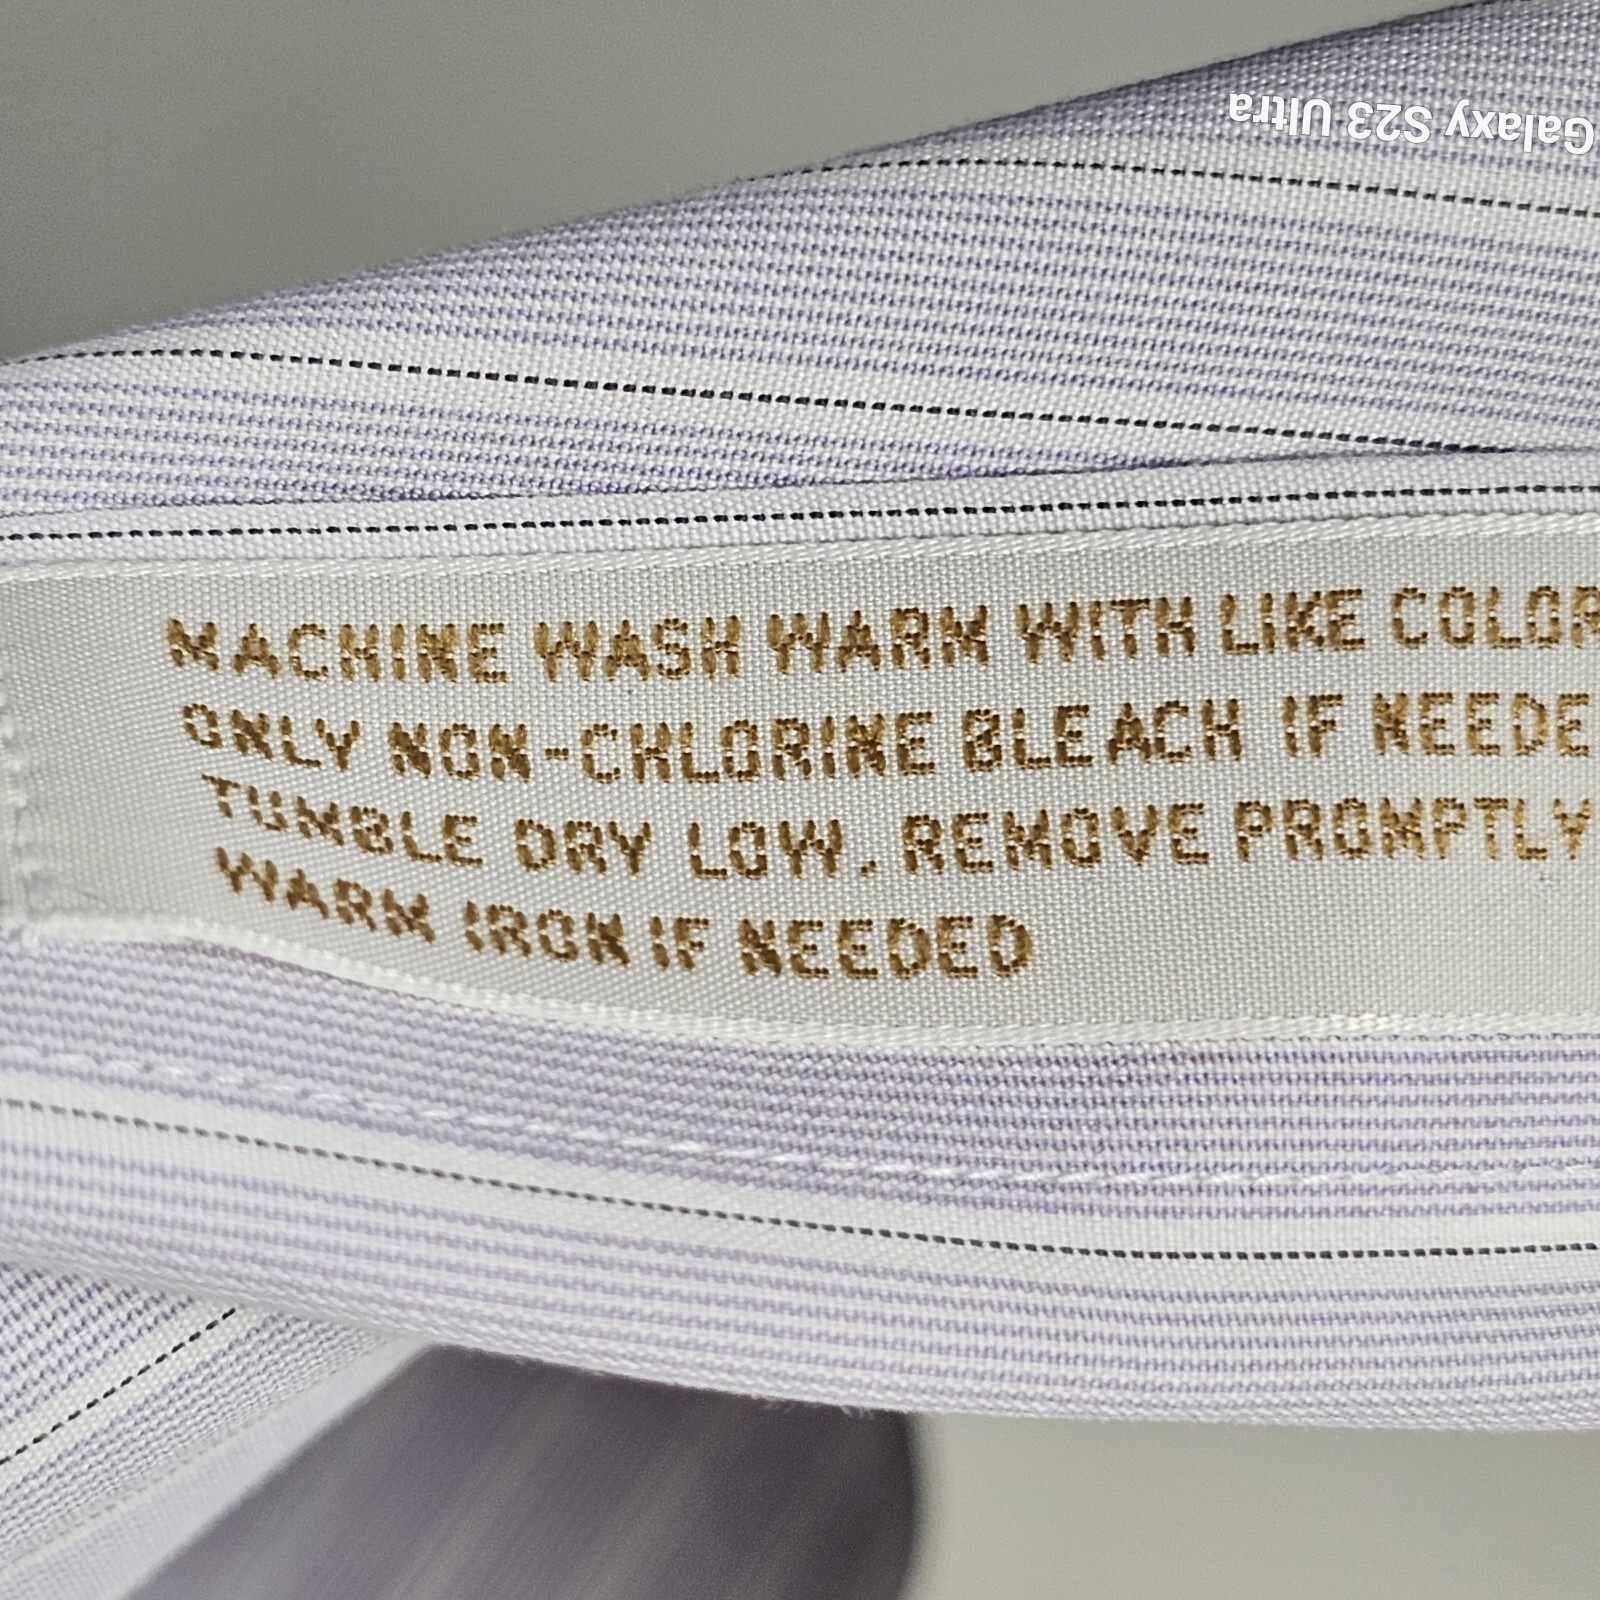 Galaxy S23 Ultra
MACHINE WASH WARM WITH LIKE COLOR
ONLY NON-CHLORINE BLEACH IF NEEDE
TUMBLE DRY LOW. REMOVE PROMPTLY
WARM IRON IF NEEDED